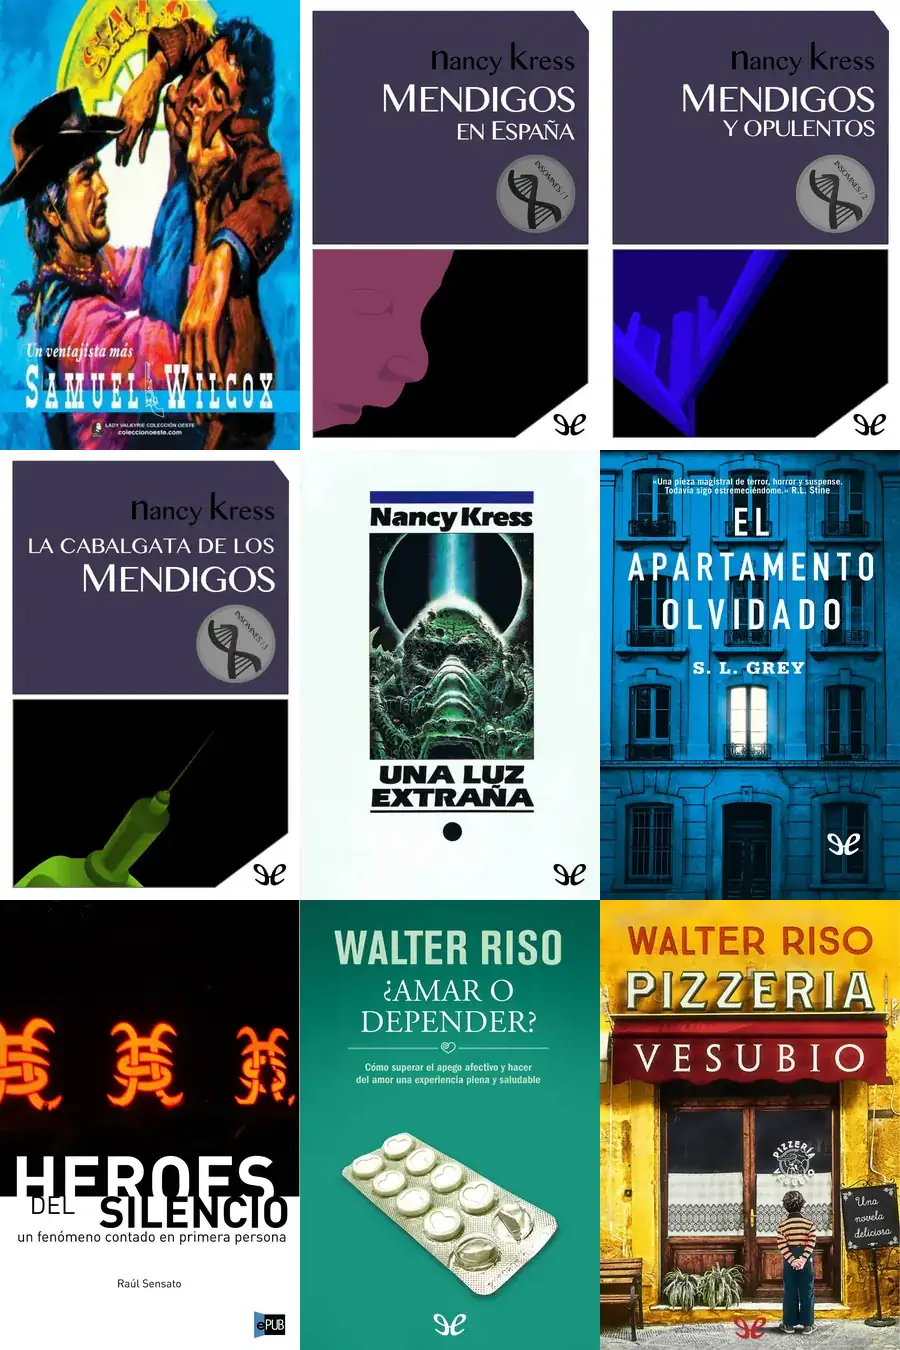 SALO
Un ventajista más
SAMUEL WILCOX
LADY VALKYRIE COLECCIÓN OESTE
coleccionoeste.com
nancy kress
MENDIGOS
EN ESPAÑA
INSOMNES / 1
nancy kress
MENDIGOS
Y OPULENTOS
INSOMNES / 2
nancy kress
LA CABALGATA DE LOS
MENDIGOS
INSOMNES / 3
Nancy Kress
UNA LUZ
EXTRAÑA
«Una pieza magistral de terror, horror y suspense.
Todavía sigo estremeciéndome.» R.L. Stine
EL
APARTAMENTO
OLVIDADO
S. L. GREY
HEROES
DEL SILENCIO
un fenómeno contado en primera persona
Raúl Sensato
ePUB
WALTER RISO
¿AMAR O
DEPENDER?
Cómo superar el apego afectivo y hacer
del amor una experiencia plena y saludable
WALTER RISO
PIZZERIA
VESUBIO
PIZZERIA
VESUBIO
Una
novela
deliciosa